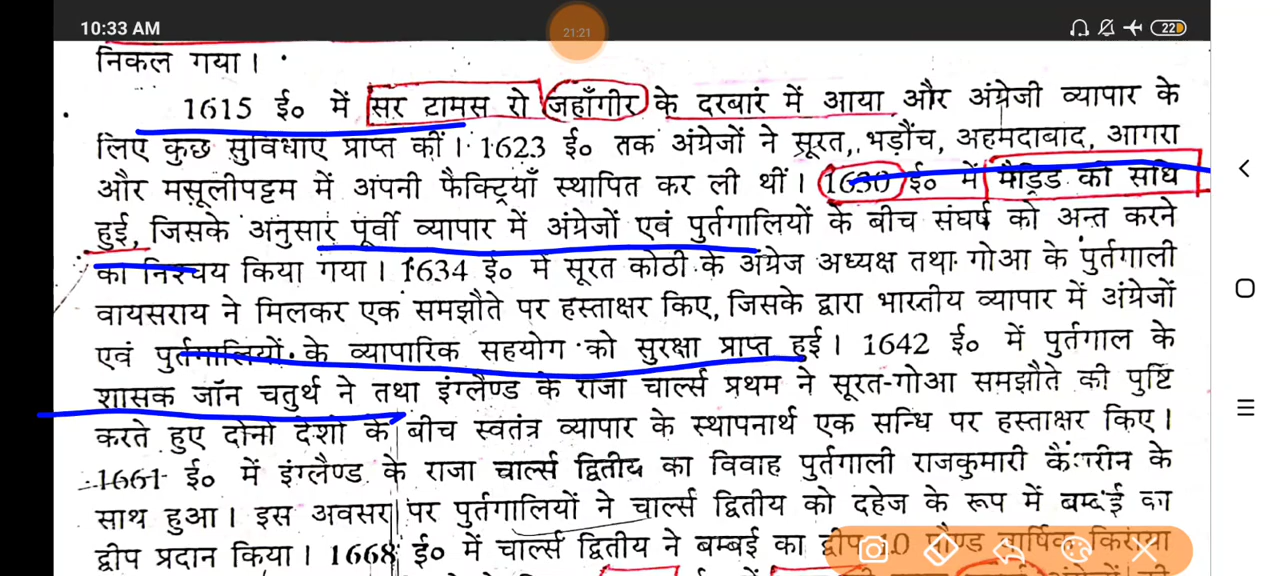 10:33 AM
22
21:21
निकल गया।
1615 ई० में सर टामस रो जहाँगीर के दरबार में आया और अंग्रेजी व्यापार के
लिए कुछ सुविधाए प्राप्त कीं। 1623 ई० तक अंग्रेजों ने सूरत, भड़ौंच, अहमदाबाद, आगरा
और मसूलीपट्टम में अपनी फैक्ट्रियाँ स्थापित कर ली थीं। 1630 ई० में मैड्रिड की संधि
हुई, जिसके अनुसार पूर्वी व्यापार में अंग्रेजों एवं पुर्तगालियों के बीच संघर्ष को अन्त करने
का निश्चय किया गया। 1634 ई० में सूरत कोठी के अंग्रेज अध्यक्ष तथा गोआ के पुर्तगाली
वायसराय ने मिलकर एक समझौते पर हस्ताक्षर किए, जिसके द्वारा भारतीय व्यापार में अंग्रेजों
एवं पुर्तगालियों के व्यापारिक सहयोग को सुरक्षा प्राप्त हुई। 1642 ई० में पुर्तगाल के
शासक जॉन चतुर्थ ने तथा इंग्लैण्ड के राजा चार्ल्स प्रथम ने सूरत-गोआ समझौते की पुष्टि
करते हुए दोनों देशों के बीच स्वतंत्र व्यापार के स्थापनार्थ एक सन्धि पर हस्ताक्षर किए।
1661 ई० में इंग्लैण्ड के राजा चार्ल्स द्वितीय का विवाह पुर्तगाली राजकुमारी कैथरीन के
साथ हुआ। इस अवसर पर पुर्तगालियों ने चार्ल्स द्वितीय को दहेज के रूप में बम्बई का
द्वीप प्रदान किया। 1668 ई० में चार्ल्स द्वितीय ने बम्बई का द्वीप 10 पौण्ड वार्षिक किराया